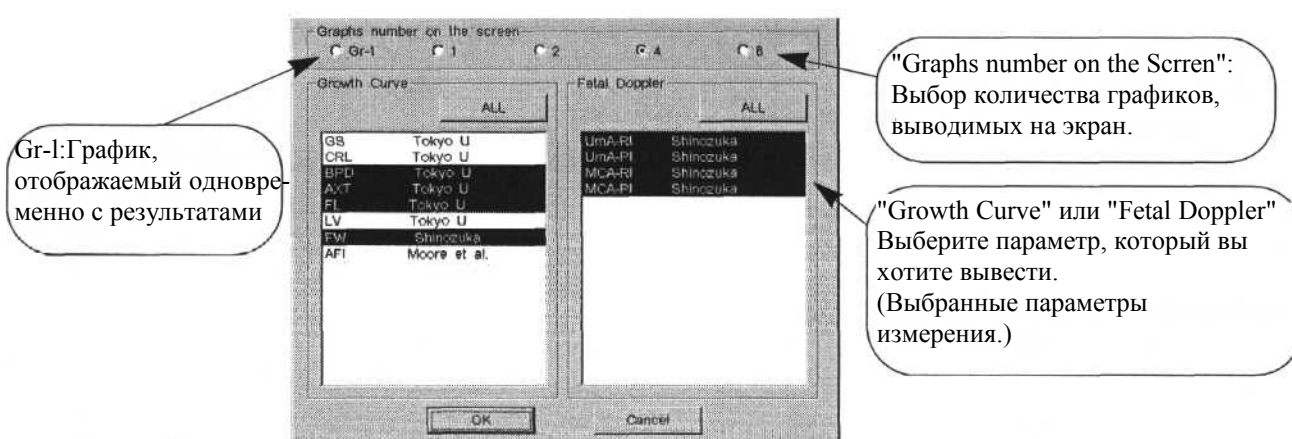 Graphs number on the screen
Gr-1 1 2 4 8
Growth Curve
ALL
GS Tokyo U
CRL Tokyo U
BPD Tokyo U
AXT Tokyo U
FL Tokyo U
LV Tokyo U
FW Shinozuka
AFI Moore et al.
Fetal Doppler
ALL
UmA-RI Shinozuka
UmA-PI Shinozuka
MCA-RI Shinozuka
MCA-PI Shinozuka
OK Cancel
Gr-l:График,
отображаемый одновре-
менно с результатами
"Graphs number on the Scrren":
Выбор количества графиков,
выводимых на экран.
"Growth Curve" или "Fetal Doppler"
Выберите параметр, который вы
хотите вывести.
(Выбранные параметры
измерения.)